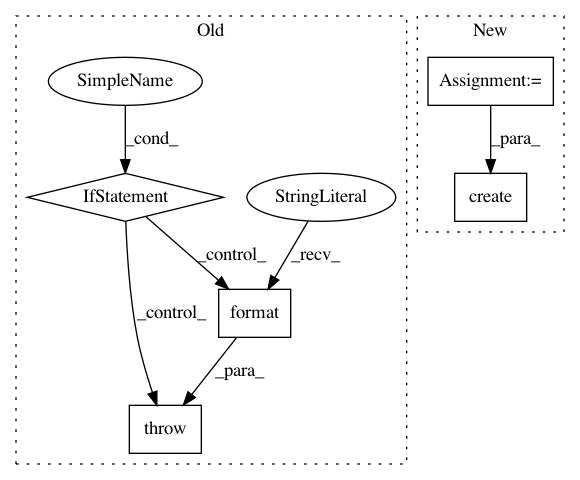 Old
New
SimpleName
Assignment:=
_cond_
_para_
IfStatement
StringLiteral
create
_control_
_recv_
_control_
format
_para_
throw